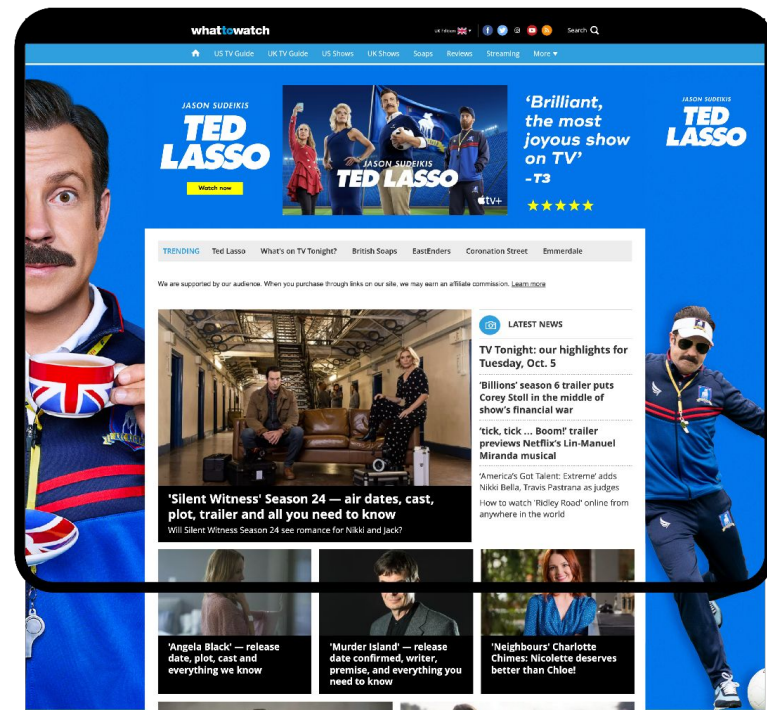 whattowatch
UK Edition
Search
US TV Guide UK TV Guide US Shows UK Shows Soaps Reviews Streaming More ▼
JASON SUDEIKIS
TED
LASSO
Watch now
JASON SUDEIKIS
TED LASSO
tv+
‘Brilliant,
the most
joyous show
on TV’
-T3
JASON SUDEIKIS
TED
LASSO
TRENDING Ted Lasso What's on TV Tonight? British Soaps EastEnders Coronation Street Emmerdale
We are supported by our audience. When you purchase through links on our site, we may earn an affiliate commission. Learn more
'Silent Witness' Season 24 — air dates, cast,
plot, trailer and all you need to know
Will Silent Witness Season 24 see romance for Nikki and Jack?
LATEST NEWS
TV Tonight: our highlights for
Tuesday, Oct. 5
‘Billions’ season 6 trailer puts
Corey Stoll in the middle of
show’s financial war
‘tick, tick ... Boom!’ trailer
previews Netflix’s Lin-Manuel
Miranda musical
‘America’s Got Talent: Extreme’ adds
Nikki Bella, Travis Pastrana as judges
How to watch ‘Ridley Road’ online from
anywhere in the world
'Angela Black' — release
date, plot, cast and
everything we know
'Murder Island' — release
date confirmed, writer,
premise, and everything you
need to know
'Neighbours' Charlotte
Chimes: Nicolette deserves
better than Chloe!